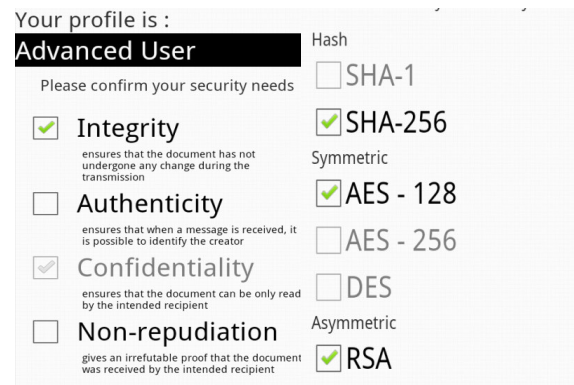 Your profile is :
Advanced User
Please confirm your security needs
Integrity
ensures that the document has not
undergone any change during the
transmission
Authenticity
ensures that when a message is received, it
is possible to identify the creator
Confidentiality
ensures that the document can be only read
by the intended recipient
Non-repudiation
gives an irrefutable proof that the document
was received by the intended recipient
Hash
SHA-1
SHA-256
Symmetric
AES - 128
AES - 256
DES
Asymmetric
RSA